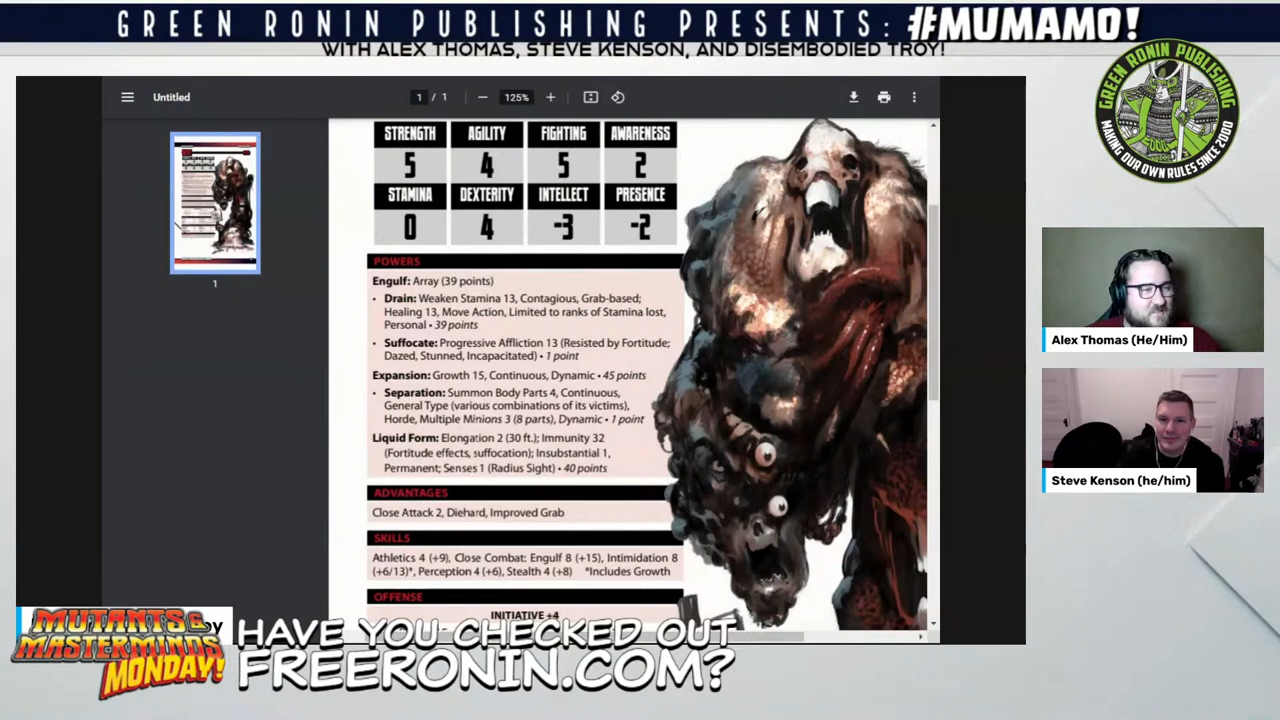 GREEN RONIN PUBLISHING PRESENTS: #MUMAMO!
WITH ALEX THOMAS, STEVE KENSON, AND DISEMBODIED TROY!
Untitled
1 / 1
125%
1
STRENGTH AGILITY FIGHTING AWARENESS
5 4 5 2
STAMINA DEXTERITY INTELLECT PRESENCE
0 4 -3 -2
POWERS
Engulf: Array (39 points)
• Drain: Weaken Stamina 13, Contagious, Grab-based;
Healing 13, Move Action, Limited to ranks of Stamina lost,
Personal • 39 points
• Suffocate: Progressive Affliction 13 (Resisted by Fortitude;
Dazed, Stunned, Incapacitated) • 1 point
Expansion: Growth 15, Continuous, Dynamic • 45 points
• Separation: Summon Body Parts 4, Continuous,
General Type (various combinations of its victims),
Horde, Multiple Minions 3 (8 parts), Dynamic • 1 point
Liquid Form: Elongation 2 (30 ft.); Immunity 32
(Fortitude effects, suffocation); Insubstantial 1,
Permanent; Senses 1 (Radius Sight) • 40 points
ADVANTAGES
Close Attack 2, Diehard, Improved Grab
SKILLS
Athletics 4 (+9), Close Combat: Engulf 8 (+15), Intimidation 8
(+6/13)*, Perception 4 (+6), Stealth 4 (+8) *Includes Growth
OFFENSE
INITIATIVE +4
GREEN RONIN PUBLISHING
MAKING OUR OWN RULES SINCE 2000
Alex Thomas (He/Him)
Steve Kenson (he/him)
MUTANTS &
MASTERMINDS
MONDAY!
HAVE YOU CHECKED OUT
FREERONIN.COM?